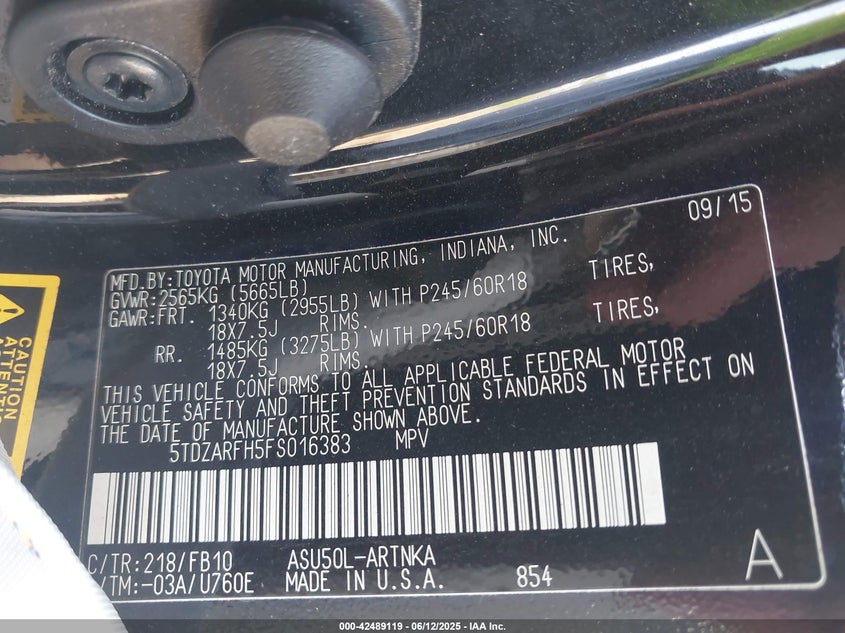 09/15
MFD.BY:TOYOTA MOTOR MANUFACTURING, INDIANA, INC.
GVWR:2565KG (5665LB)
GAWR:FRT. 1340KG (2955LB) WITH P245/60R18 TIRES,
18X7.5J RIMS.
RR. 1485KG (3275LB) WITH P245/60R18 TIRES,
18X7.5J RIMS.
THIS VEHICLE CONFORMS TO ALL APPLICABLE FEDERAL MOTOR
VEHICLE SAFETY AND THEFT PREVENTION STANDARDS IN EFFECT ON
THE DATE OF MANUFACTURE SHOWN ABOVE.
5TDZARFH5FS016383 MPV
C/TR:218/FB10 ASU50L-ARTNKA
/TM:-03A/U760E MADE IN U.S.A. 854
A
CAUTION
ATTENTION
000-42489119 - 06/12/2025 - IAA Inc.